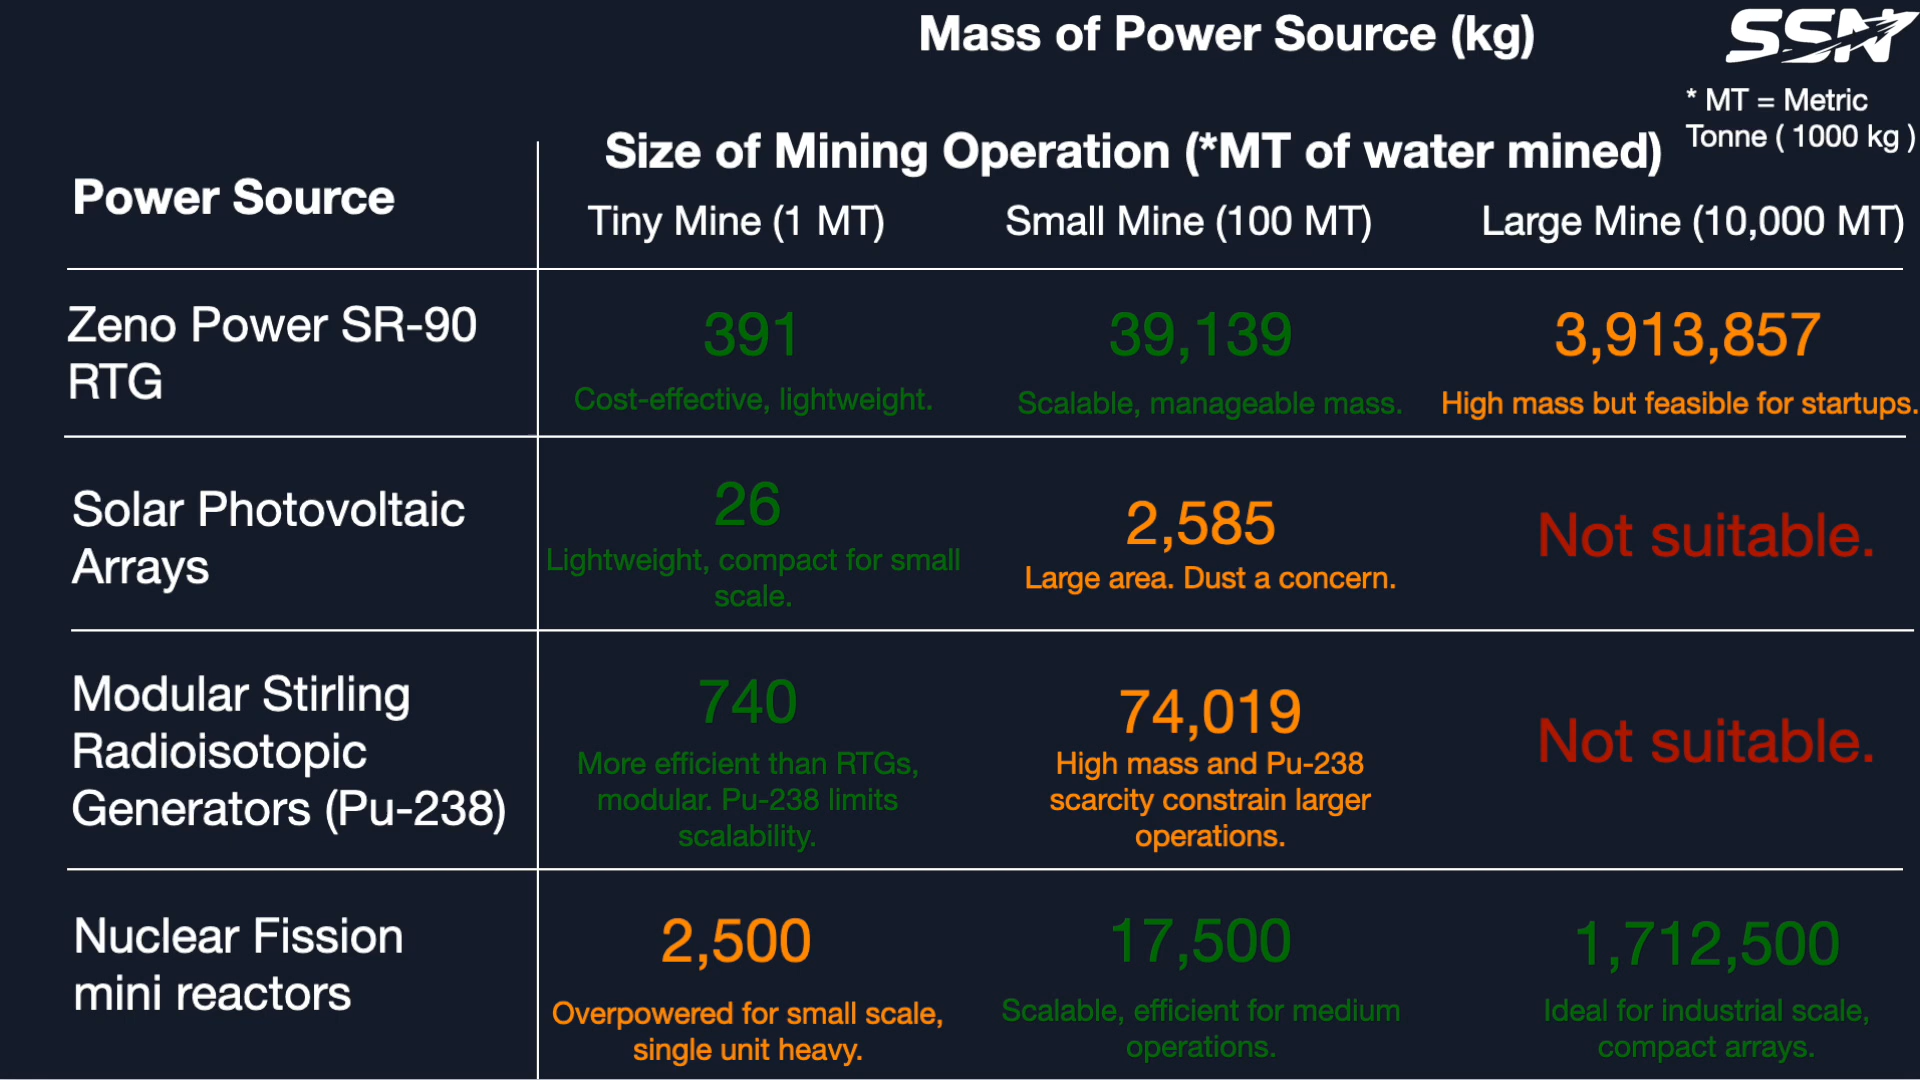 Mass of Power Source (kg)
SSN
* MT = Metric
Tonne ( 1000 kg )
Size of Mining Operation (*MT of water mined)
Power Source
Tiny Mine (1 MT)
Small Mine (100 MT)
Large Mine (10,000 MT)
Zeno Power SR-90
RTG
391
Cost-effective, lightweight.
39,139
Scalable, manageable mass.
3,913,857
High mass but feasible for startups.
Solar Photovoltaic
Arrays
26
Lightweight, compact for small
scale.
2,585
Large area. Dust a concern.
Not suitable.
Modular Stirling
Radioisotopic
Generators (Pu-238)
740
More efficient than RTGs,
modular. Pu-238 limits
scalability.
74,019
High mass and Pu-238
scarcity constrain larger
operations.
Not suitable.
Nuclear Fission
mini reactors
2,500
Overpowered for small scale,
single unit heavy.
17,500
Scalable, efficient for medium
operations.
1,712,500
Ideal for industrial scale,
compact arrays.